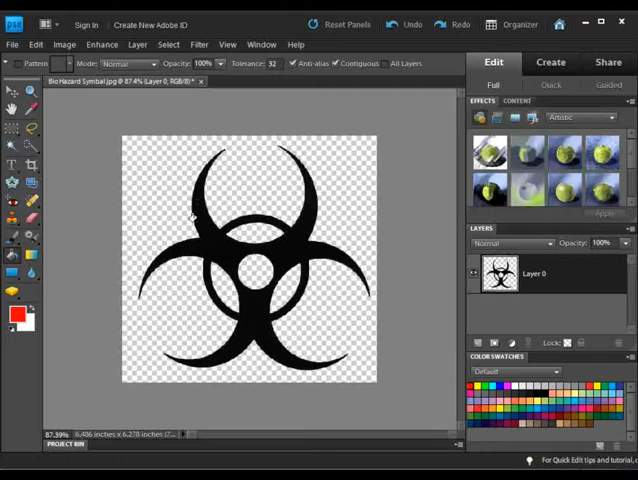 pse Sign In Create New Adobe ID Reset Panels Undo Redo Organizer
File Edit Image Enhance Layer Select Filter View Window Help
Edit Create Share
Pattern Mode: Normal Opacity: 100% Tolerance: 32 Anti-alias Contiguous All Layers
BioHazard Symbal.jpg @ 87.4% (Layer 0, RGB/8) *
Full Quick Guided
EFFECTS CONTENT
Artistic
Apply
LAYERS
Normal Opacity: 100%
Layer 0
Lock:
COLOR SWATCHES
Default
87.39% 6.486 inches x 6.278 inches (7
PROJECT BIN
For Quick Edit tips and tutorial,